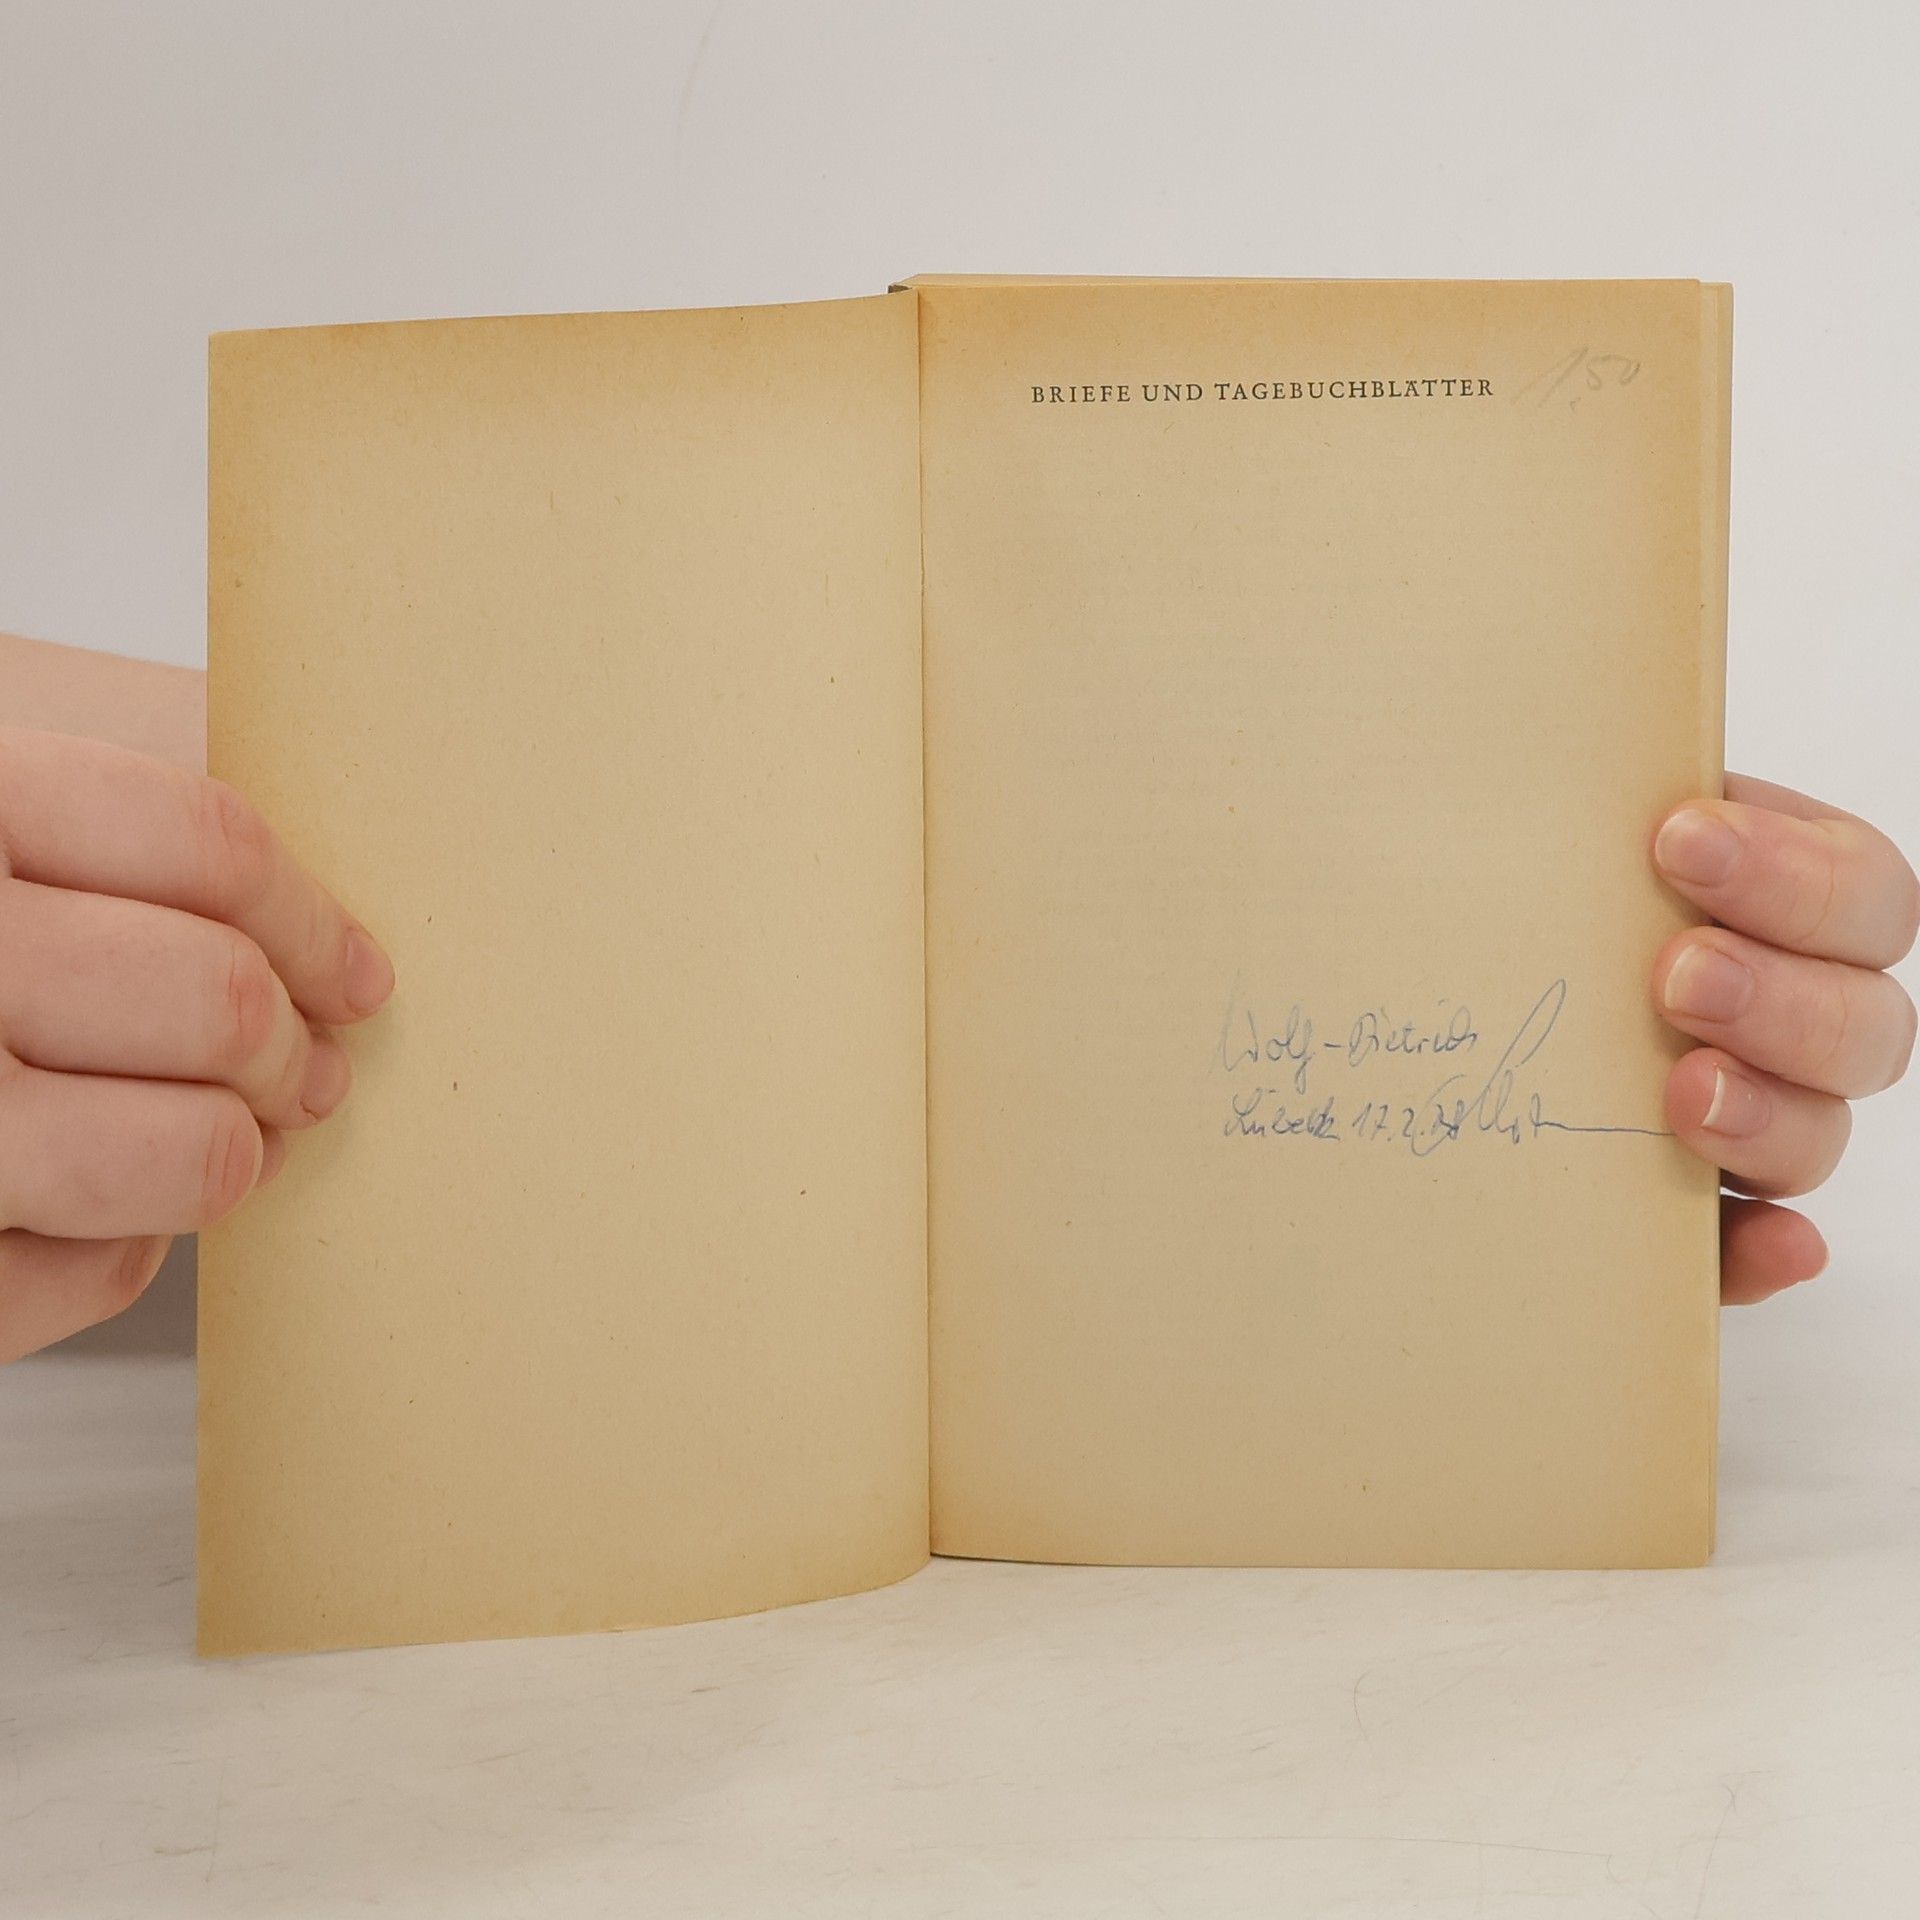 BRIEFE UND TAGEBUCHBLÄTTER
1,50
Wolf-Dietrich
Lübeck 17.2.